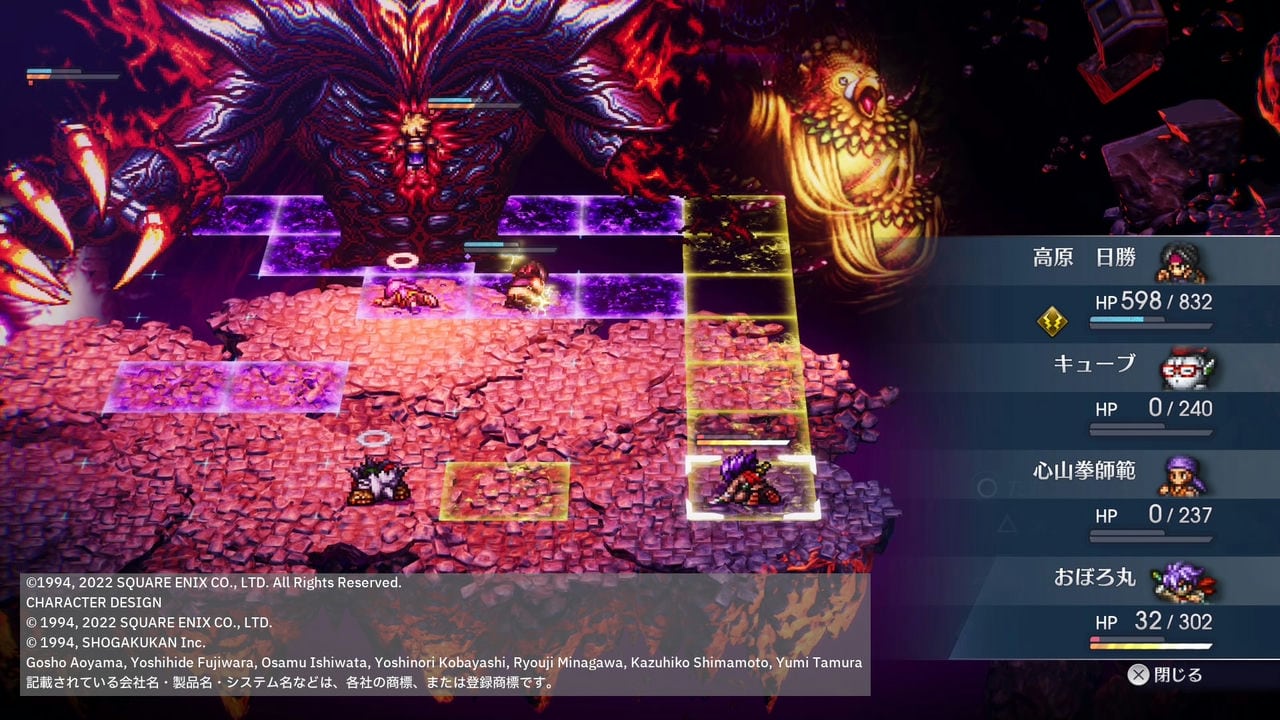 高原 日勝
HP 598 / 832
キューブ
HP 0 / 240
心山拳師範
HP 0 / 237
おぼろ丸
HP 32 / 302
閉じる
©1994, 2022 SQUARE ENIX CO., LTD. All Rights Reserved.
CHARACTER DESIGN
© 1994, 2022 SQUARE ENIX CO., LTD.
© 1994, SHOGAKUKAN Inc.
Gosho Aoyama, Yoshihide Fujiwara, Osamu Ishiwata, Yoshinori Kobayashi, Ryouji Minagawa, Kazuhiko Shimamoto, Yumi Tamura
記載されている会社名・製品名・システム名などは、各社の商標、または登録商標です。